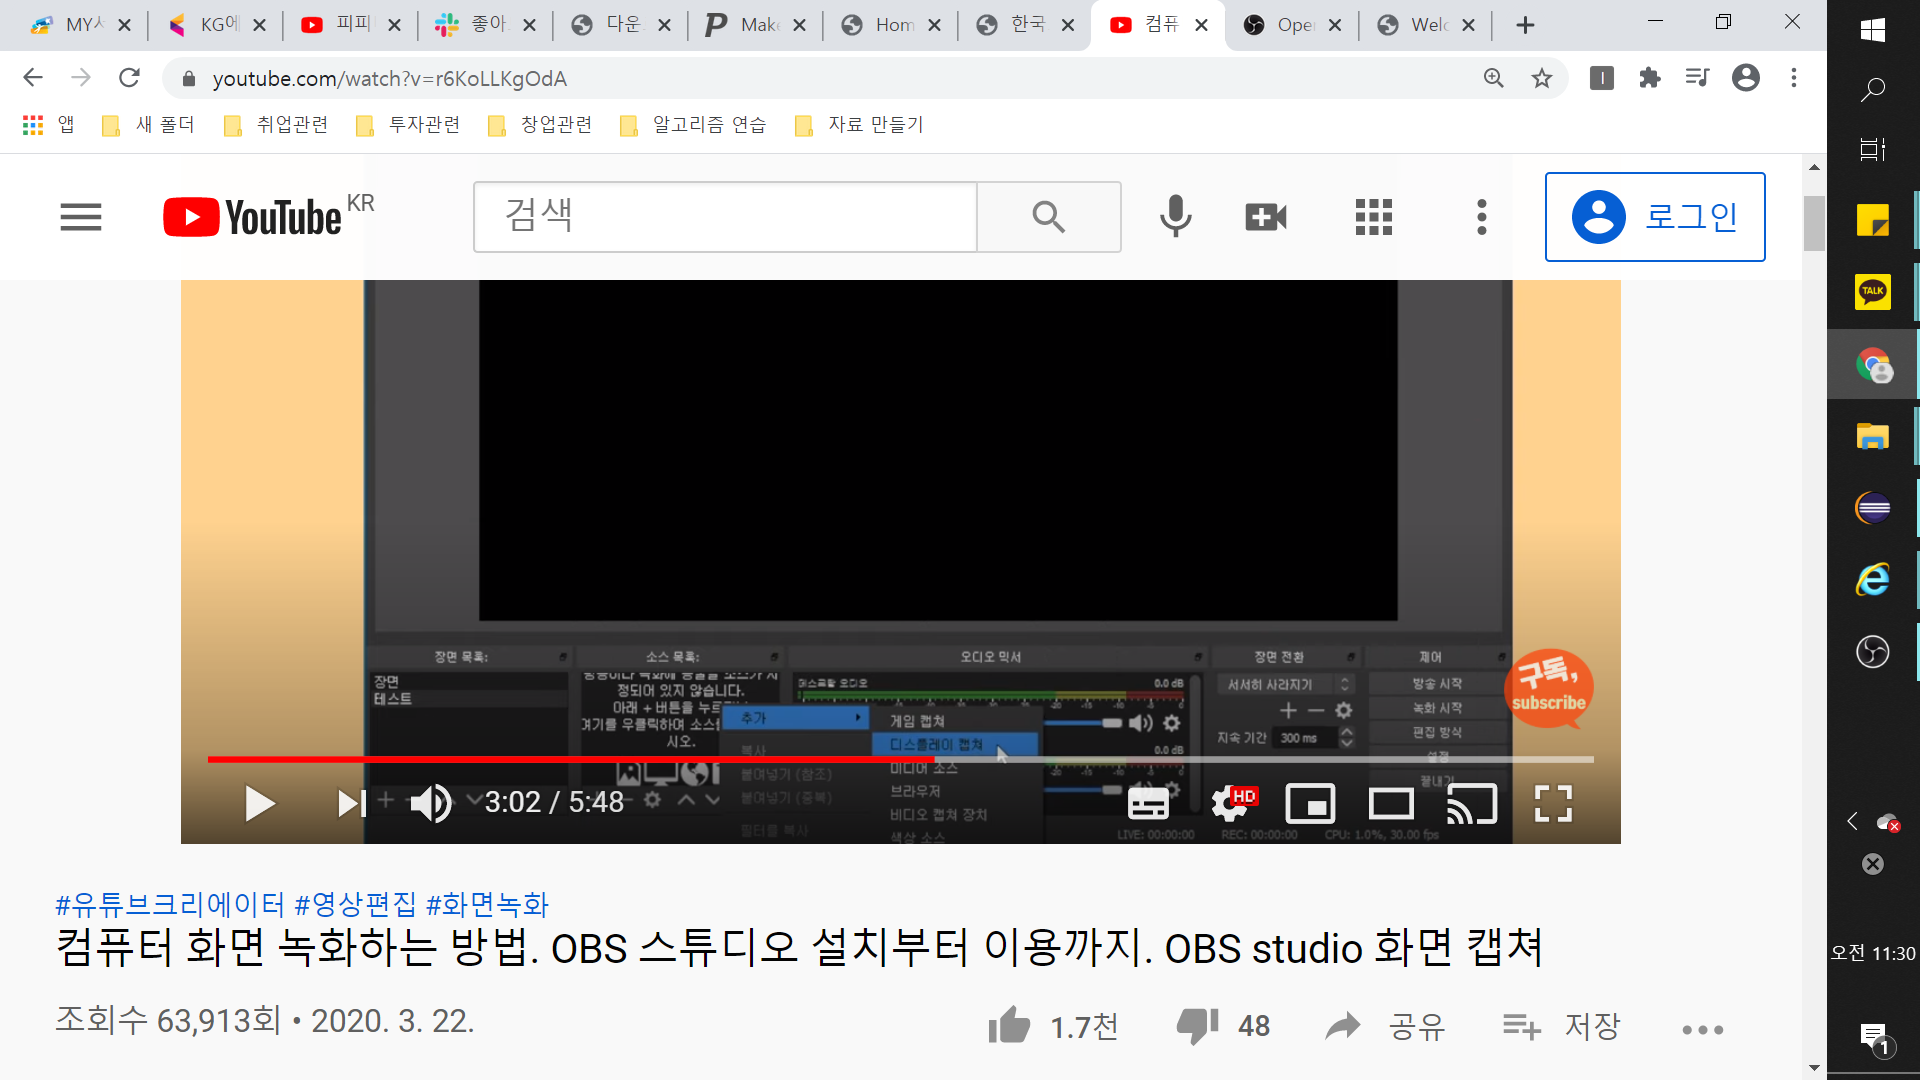 MY사
KG에
피피
좋아
다운
Make
Hom
한국
컴퓨
Oper
Welc
youtube.com/watch?v=r6KoLLKgOdA
앱
새 폴더
취업관련
투자관련
창업관련
알고리즘 연습
자료 만들기
YouTube KR
검색
로그인
TALK
장면 목록:
소스 목록:
오디오 믹서
장면 전환
제어
장면
테스트
정되어 있지 않습니다.
아래 + 버튼을 누르
여기를 우클릭하여 소스
시오.
데스크탑 오디오
0.0 dB
서서히 사라지기
방송 시작
녹화 시작
지속 기간 300 ms
편집 방식
설정
끝내기
구독,
subscribe
추가
복사
붙여넣기 (참조)
붙여넣기 (중복)
필터를 복사
게임 캡쳐
디스플레이 캡쳐
미디어 소스
브라우저
비디오 캡쳐 장치
색상 소스
0.0 dB
3:02 / 5:48
HD
LIVE: 00:00:00
REC: 00:00:00
CPU: 1.0%, 30.00 fps
#유튜브크리에이터 #영상편집 #화면녹화
컴퓨터 화면 녹화하는 방법. OBS 스튜디오 설치부터 이용까지. OBS studio 화면 캡쳐
조회수 63,913회 • 2020. 3. 22.
1.7천
48
공유
저장
오전 11:30
1